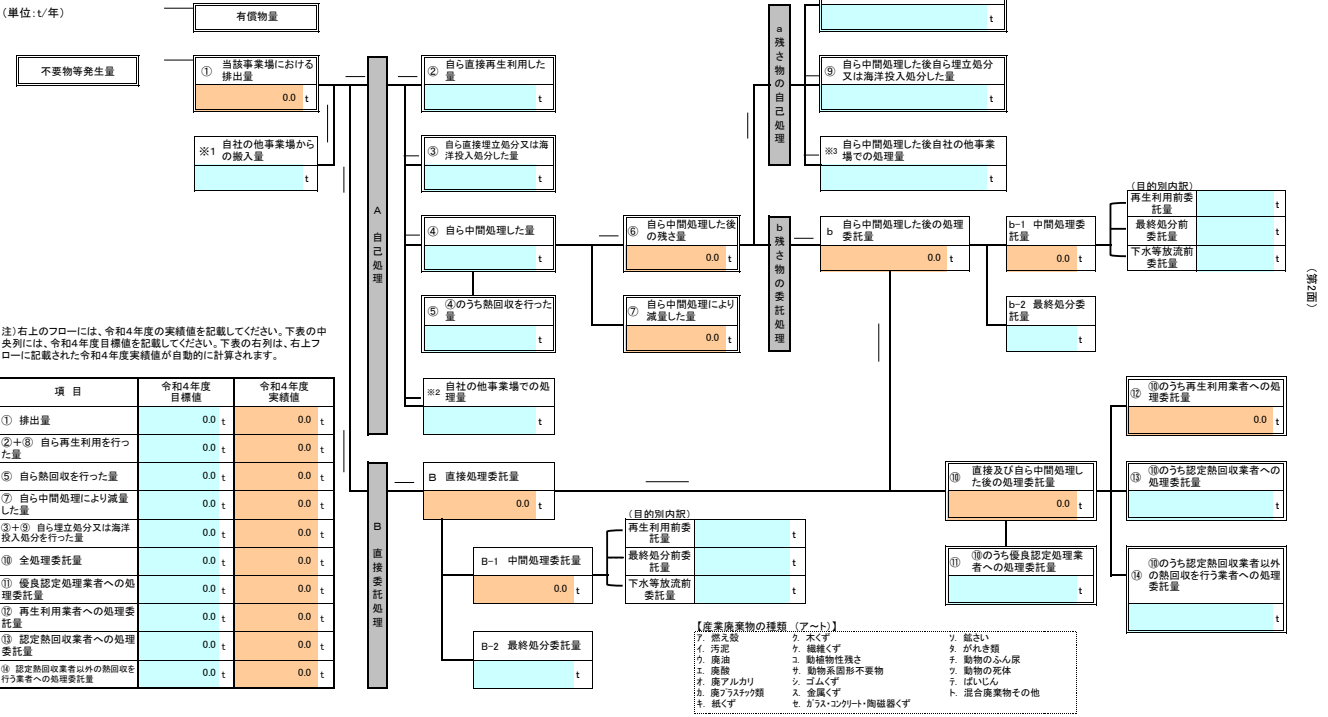 （単位：t/年）
有償物量
不要物等発生量
① 当該事業場における
排出量
0.0 t
※1 自社の他事業場から
の搬入量
t
A 自己処理
② 自ら直接再生利用した
量
t
③ 自ら直接埋立処分又は海
洋投入処分した量
t
④ 自ら中間処理した量
t
⑤ ④のうち熱回収を行った
量
t
※2 自社の他事業場での処
理量
t
⑥ 自ら中間処理した後
の残さ量
0.0 t
⑦ 自ら中間処理により
減量した量
0.0 t
a 残さ物の自己処理
t
⑨ 自ら中間処理した後自ら埋立処分
又は海洋投入処分した量
t
※3 自ら中間処理した後自社の他事業
場での処理量
t
b 残さ物の委託処理
b 自ら中間処理した後の処理
委託量
0.0 t
b-1 中間処理委
託量
0.0 t
b-2 最終処分委
託量
t
（目的別内訳）
再生利用前委
託量
t
最終処分前
委託量
t
下水等放流前
委託量
t
（第2面）
注）右上のフローには、令和４年度の実績値を記載してください。下表の中
央列には、令和４年度目標値を記載してください。下表の右列は、右上フ
ローに記載された令和４年度実績値が自動的に計算されます。
項 目 令和４年度
目標値 令和４年度
実績値
① 排出量 0.0 t 0.0 t
②＋⑧ 自ら再生利用を行っ
た量 0.0 t 0.0 t
⑤ 自ら熱回収を行った量 0.0 t 0.0 t
⑦ 自ら中間処理により減量
した量 0.0 t 0.0 t
③＋⑨ 自ら埋立処分又は海洋
投入処分を行った量 0.0 t 0.0 t
⑩ 全処理委託量 0.0 t 0.0 t
⑪ 優良認定処理業者への処
理委託量 0.0 t 0.0 t
⑫ 再生利用業者への処理委
託量 0.0 t 0.0 t
⑬ 認定熱回収業者への処理
委託量 0.0 t 0.0 t
⑭ 認定熱回収業者以外の熱回収を
行う業者への処理委託量 0.0 t 0.0 t
B 直接委託処理
B 直接処理委託量
0.0 t
B-1 中間処理委託量
0.0 t
B-2 最終処分委託量
t
（目的別内訳）
再生利用前委
託量
t
最終処分前委
託量
t
下水等放流前
委託量
t
⑩ 直接及び自ら中間処理し
た後の処理委託量
0.0 t
⑪ ⑩のうち優良認定処理業
者への処理委託量
t
⑫ ⑩のうち再生利用業者への処
理委託量
0.0 t
⑬ ⑩のうち認定熱回収業者への
処理委託量
t
⑭ ⑩のうち認定熱回収業者以外
の熱回収を行う業者への処理
委託量
t
【産業廃棄物の種類 （ア～ト）】
ア. 燃え殻 ク. 木くず ソ. 鉱さい
イ. 汚泥 ケ. 繊維くず タ. がれき類
ウ. 廃油 コ. 動植物性残さ チ. 動物のふん尿
エ. 廃酸 サ. 動物系固形不要物 ツ. 動物の死体
オ. 廃アルカリ シ. ゴムくず テ. ばいじん
カ. 廃プラスチック類 ス. 金属くず ト. 混合廃棄物その他
キ. 紙くず セ. ガラス・コンクリート・陶磁器くず